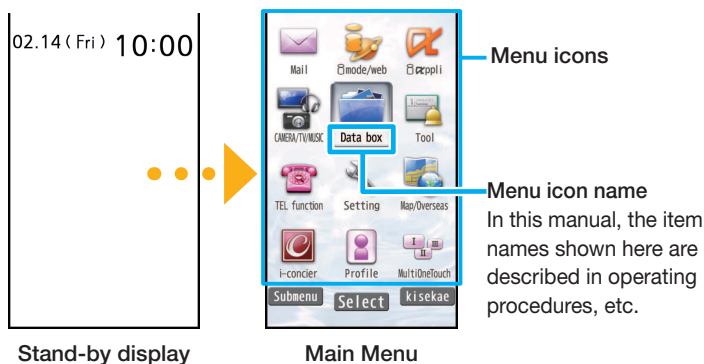 02.14 ( Fri ) 10:00
Stand-by display
Mail
imode/web
iαppli
CAMERA/TV/MUSIC
Data box
Tool
TEL function
Setting
Map/Overseas
i-concier
Profile
MultiOneTouch
Submenu
Select
kisekae
Main Menu
Menu icons
Menu icon name
In this manual, the item
names shown here are
described in operating
procedures, etc.